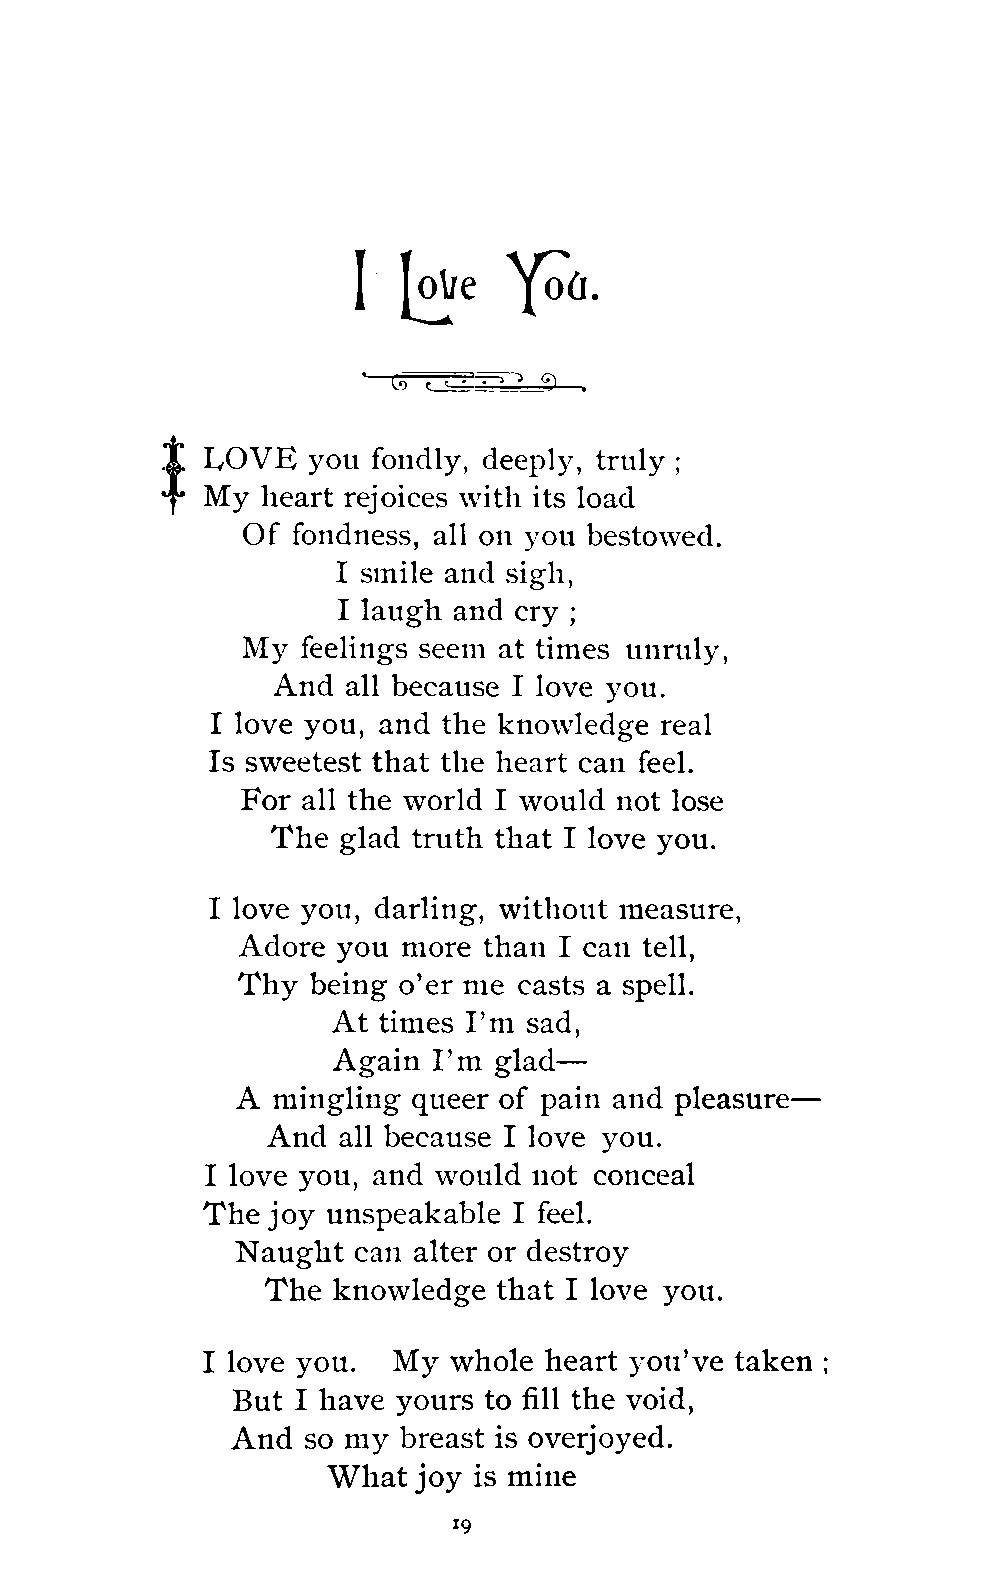 I Love You.
I LOVE you fondly, deeply, truly ;
My heart rejoices with its load
Of fondness, all on you bestowed.
I smile and sigh,
I laugh and cry ;
My feelings seem at times unruly,
And all because I love you.
I love you, and the knowledge real
Is sweetest that the heart can feel.
For all the world I would not lose
The glad truth that I love you.
I love you, darling, without measure,
Adore you more than I can tell,
Thy being o’er me casts a spell.
At times I’m sad,
Again I’m glad—
A mingling queer of pain and pleasure—
And all because I love you.
I love you, and would not conceal
The joy unspeakable I feel.
Naught can alter or destroy
The knowledge that I love you.
I love you. My whole heart you’ve taken ;
But I have yours to fill the void,
And so my breast is overjoyed.
What joy is mine
19